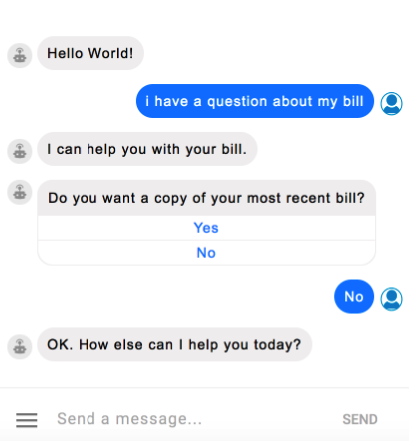 Hello World!
i have a question about my bill
I can help you with your bill.
Do you want a copy of your most recent bill?
Yes
No
No
OK. How else can I help you today?
Send a message... SEND